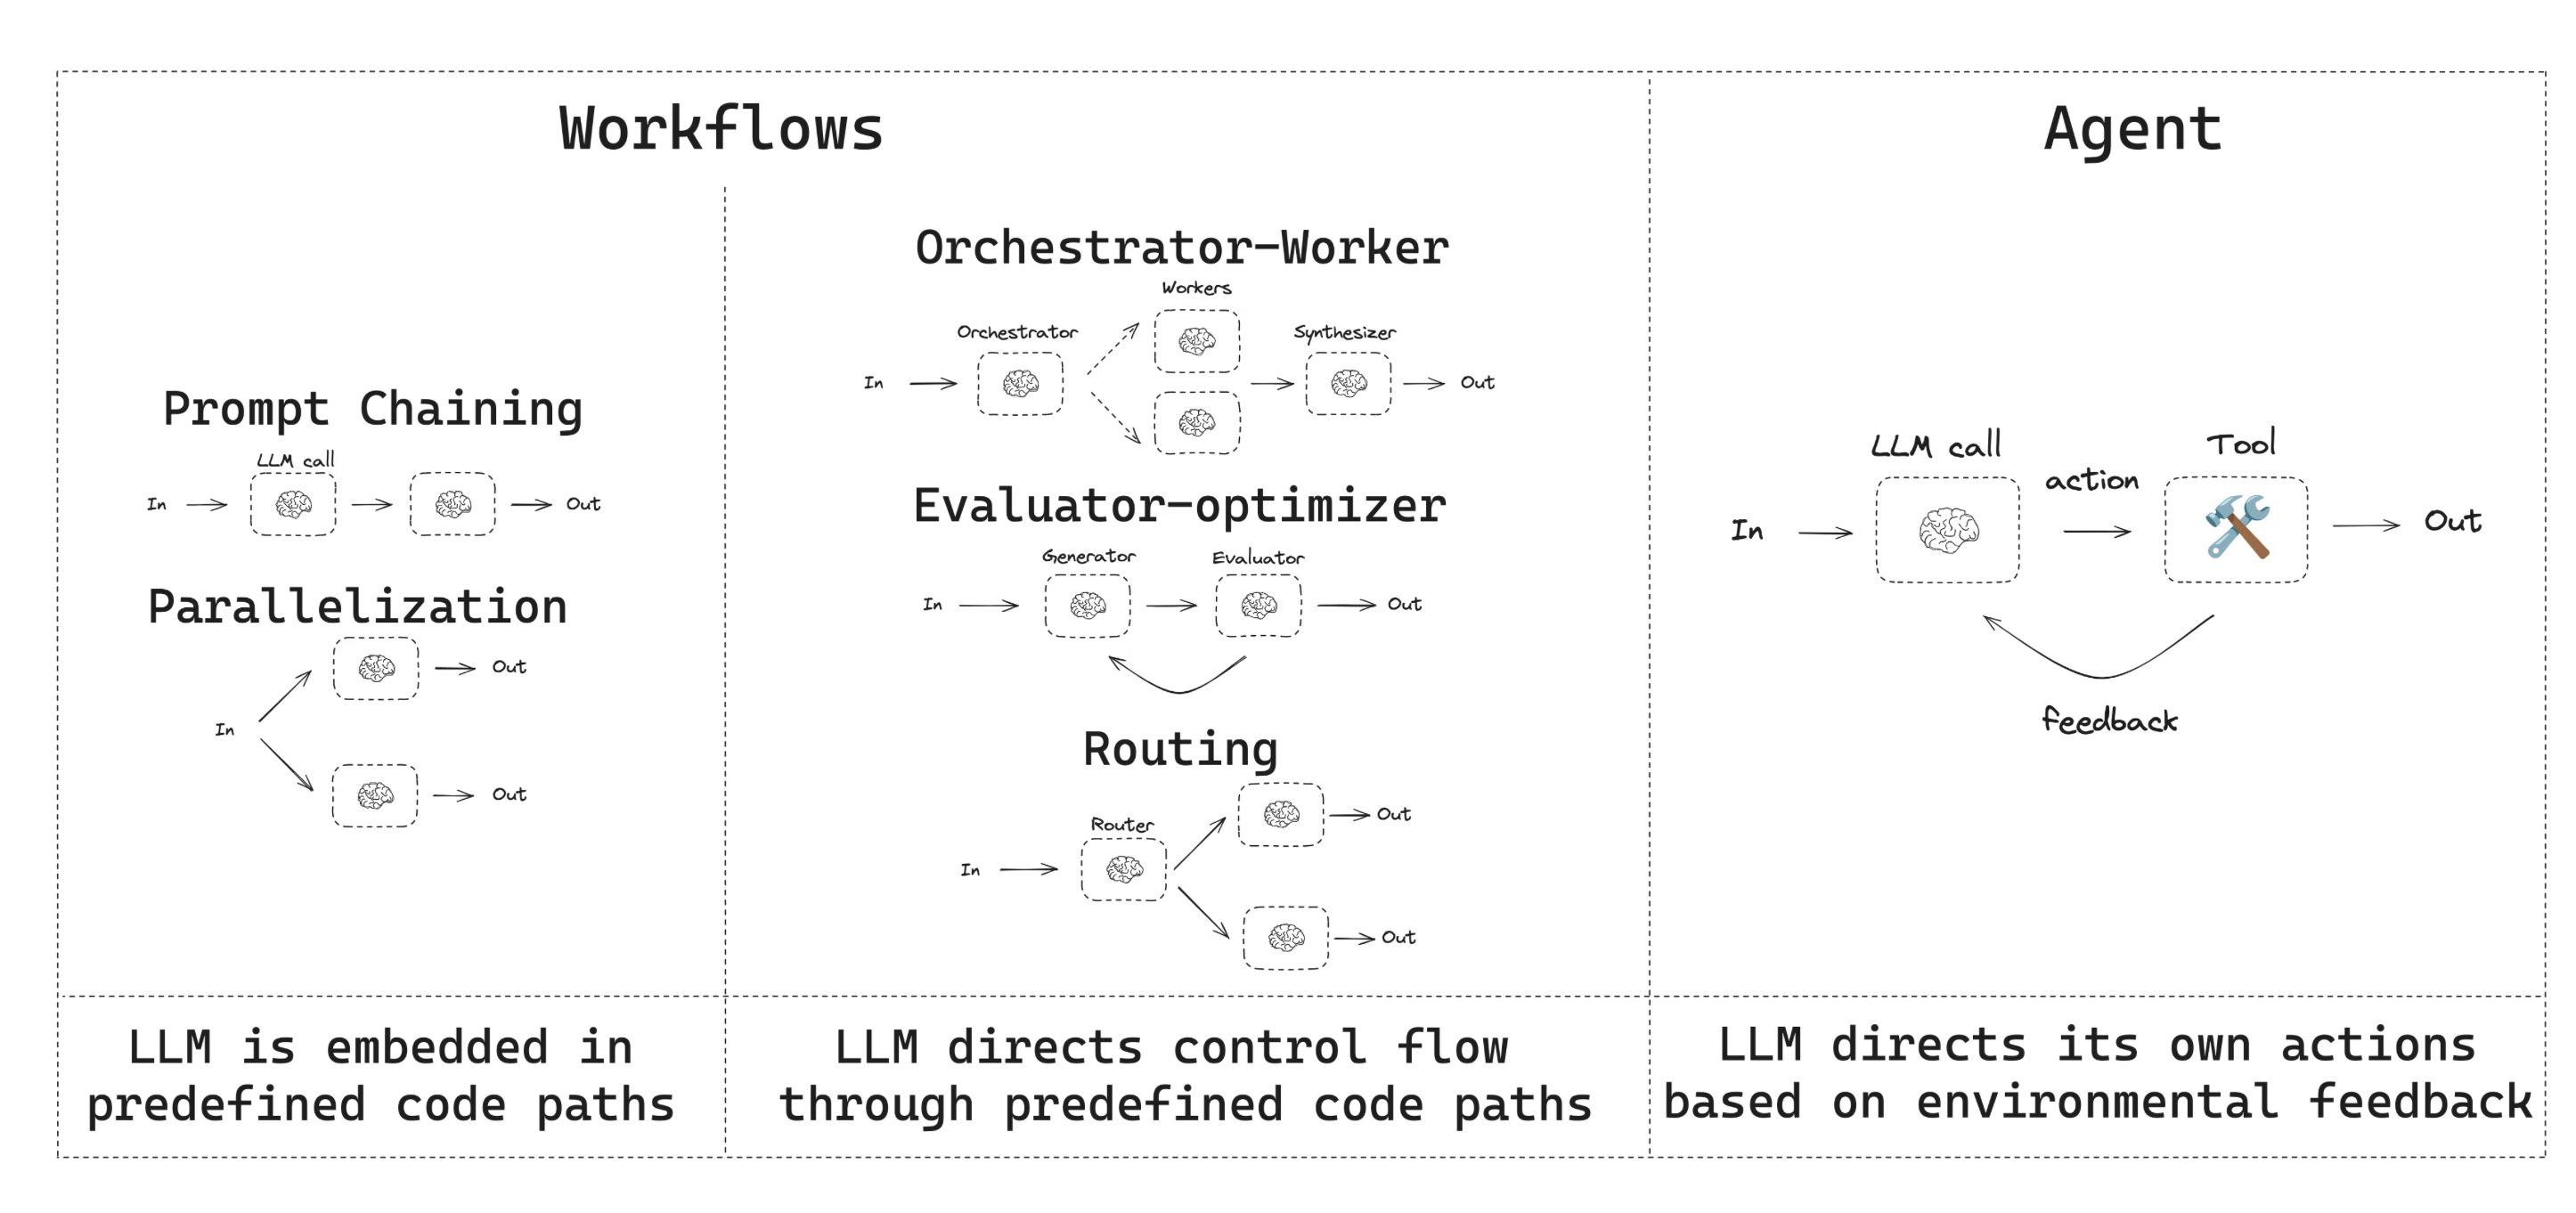 Workflows
Agent
Prompt Chaining
LLM call
In
Out
Parallelization
In
Out
Out
Orchestrator-Worker
Workers
Orchestrator
Synthesizer
In
Out
Evaluator-optimizer
Generator
Evaluator
In
Out
Routing
Router
In
Out
Out
LLM call
action
Tool
In
Out
feedback
LLM is embedded in
predefined code paths
LLM directs control flow
through predefined code paths
LLM directs its own actions
based on environmental feedback